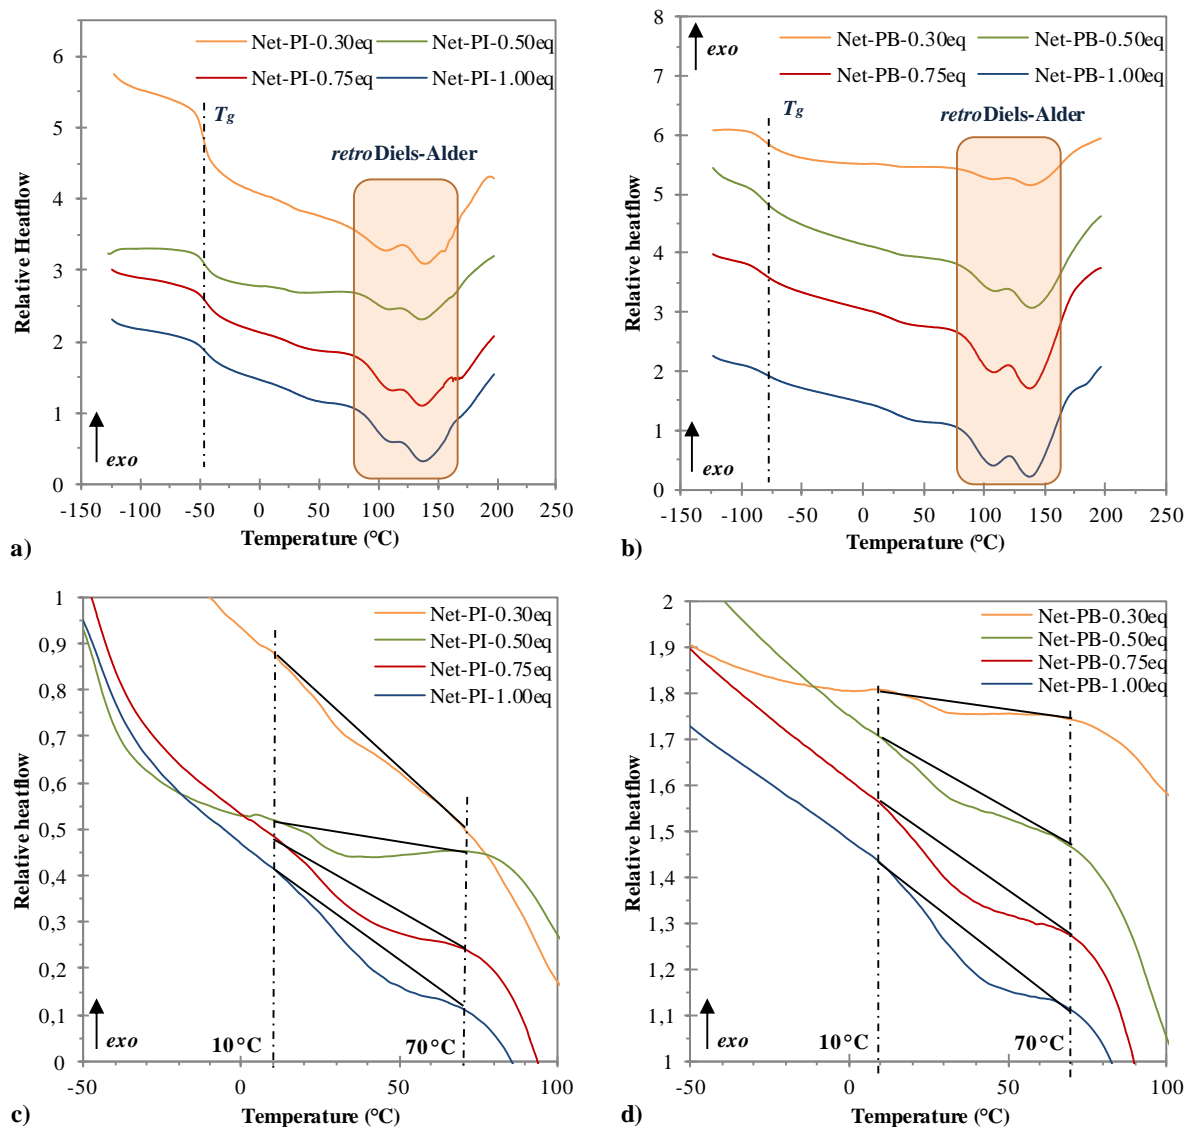 Net-PI-0.30eq Net-PI-0.50eq
Net-PI-0.75eq Net-PI-1.00eq
Tg
retroDiels-Alder
Relative Heatflow
6
5
4
3
2
1
0
exo
-150 -100 -50 0 50 100 150 200 250
Temperature (°C)
a)
exo
Net-PB-0.30eq Net-PB-0.50eq
Net-PB-0.75eq Net-PB-1.00eq
Tg
retroDiels-Alder
Relative heatflow
8
7
6
5
4
3
2
1
0
exo
-150 -100 -50 0 50 100 150 200 250
Temperature (°C)
b)
Net-PI-0.30eq
Net-PI-0.50eq
Net-PI-0.75eq
Net-PI-1.00eq
Relative heatflow
1
0,9
0,8
0,7
0,6
0,5
0,4
0,3
0,2
0,1
0
exo
10°C
70°C
-50 0 50 100
Temperature (°C)
c)
Net-PB-0.30eq
Net-PB-0.50eq
Net-PB-0.75eq
Net-PB-1.00eq
Relative heatflow
2
1,9
1,8
1,7
1,6
1,5
1,4
1,3
1,2
1,1
1
exo
10°C
70°C
-50 0 50 100
Temperature (°C)
d)